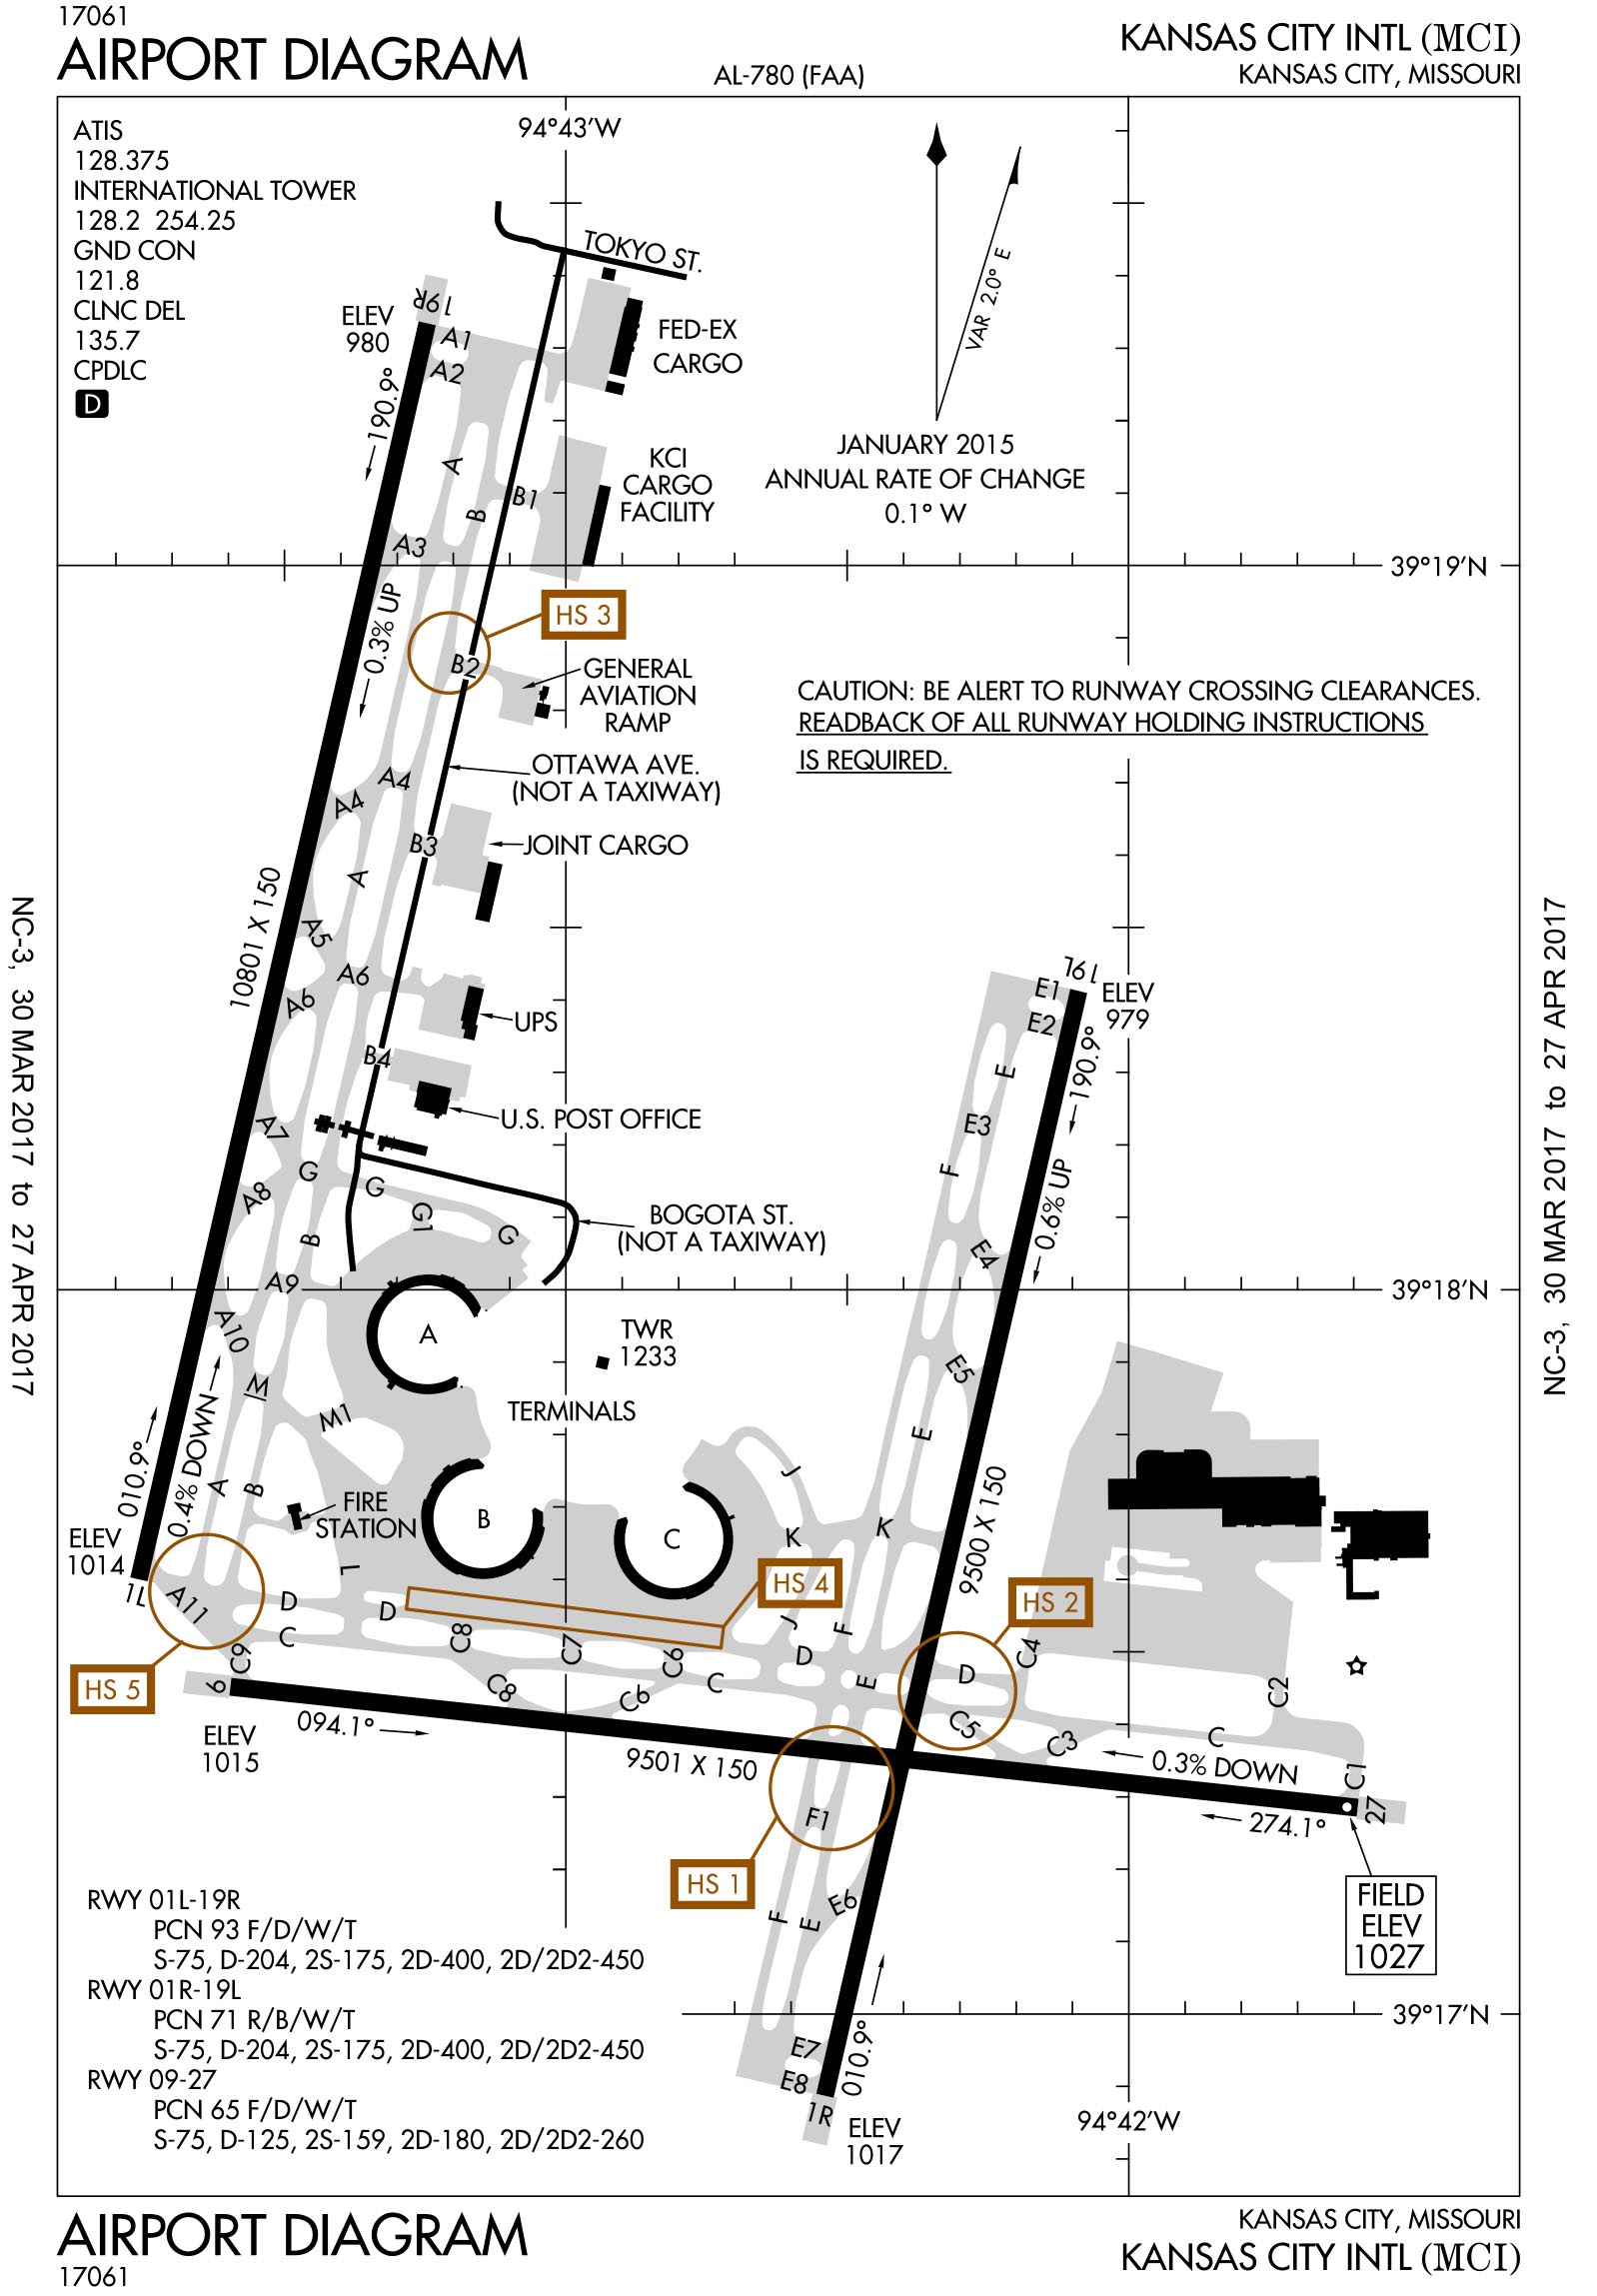 17061
AIRPORT DIAGRAM
AL-780 (FAA)
KANSAS CITY INTL (MCI)
KANSAS CITY, MISSOURI
ATIS
128.375
INTERNATIONAL TOWER
128.2 254.25
GND CON
121.8
CLNC DEL
135.7
CPDLC
D
94°43'W
TOKYO ST.
VAR 2.0° E
JANUARY 2015
ANNUAL RATE OF CHANGE
0.1° W
19R
ELEV
980
A1
A2
FED-EX
CARGO
190.9°
A
B
B1
KCI
CARGO
FACILITY
A3
39°19'N
0.3% UP
HS 3
B2
GENERAL
AVIATION
RAMP
CAUTION: BE ALERT TO RUNWAY CROSSING CLEARANCES.
READBACK OF ALL RUNWAY HOLDING INSTRUCTIONS
IS REQUIRED.
OTTAWA AVE.
(NOT A TAXIWAY)
A4
A4
B3
JOINT CARGO
A
10801 X 150
A5
A6
A6
UPS
B4
U.S. POST OFFICE
A7
G
G
A8
G1
G
B
BOGOTA ST.
(NOT A TAXIWAY)
19L
E1
ELEV
979
E2
190.9°
E
E3
F
0.6% UP
E4
39°18'N
A9
A10
A
TWR
1233
TERMINALS
M
M1
E5
E
010.9°
0.4% DOWN
A
B
FIRE
STATION
B
C
J
K
K
9500 X 150
ELEV
1014
1L
A11
L
D
D
C
HS 4
HS 2
J
F
D
D
C4
C9
C8
C7
C6
C
E
C8
C6
C5
C3
C2
C
HS 5
9
ELEV
1015
094.1°
9501 X 150
0.3% DOWN
C1
27
274.1°
F1
HS 1
FIELD
ELEV
1027
F
E
E6
RWY 01L-19R
PCN 93 F/D/W/T
S-75, D-204, 2S-175, 2D-400, 2D/2D2-450
RWY 01R-19L
PCN 71 R/B/W/T
S-75, D-204, 2S-175, 2D-400, 2D/2D2-450
RWY 09-27
PCN 65 F/D/W/T
S-75, D-125, 2S-159, 2D-180, 2D/2D2-260
39°17'N
E7
E8
010.9°
1R
ELEV
1017
94°42'W
NC-3, 30 MAR 2017 to 27 APR 2017
NC-3, 30 MAR 2017 to 27 APR 2017
AIRPORT DIAGRAM
17061
KANSAS CITY, MISSOURI
KANSAS CITY INTL (MCI)